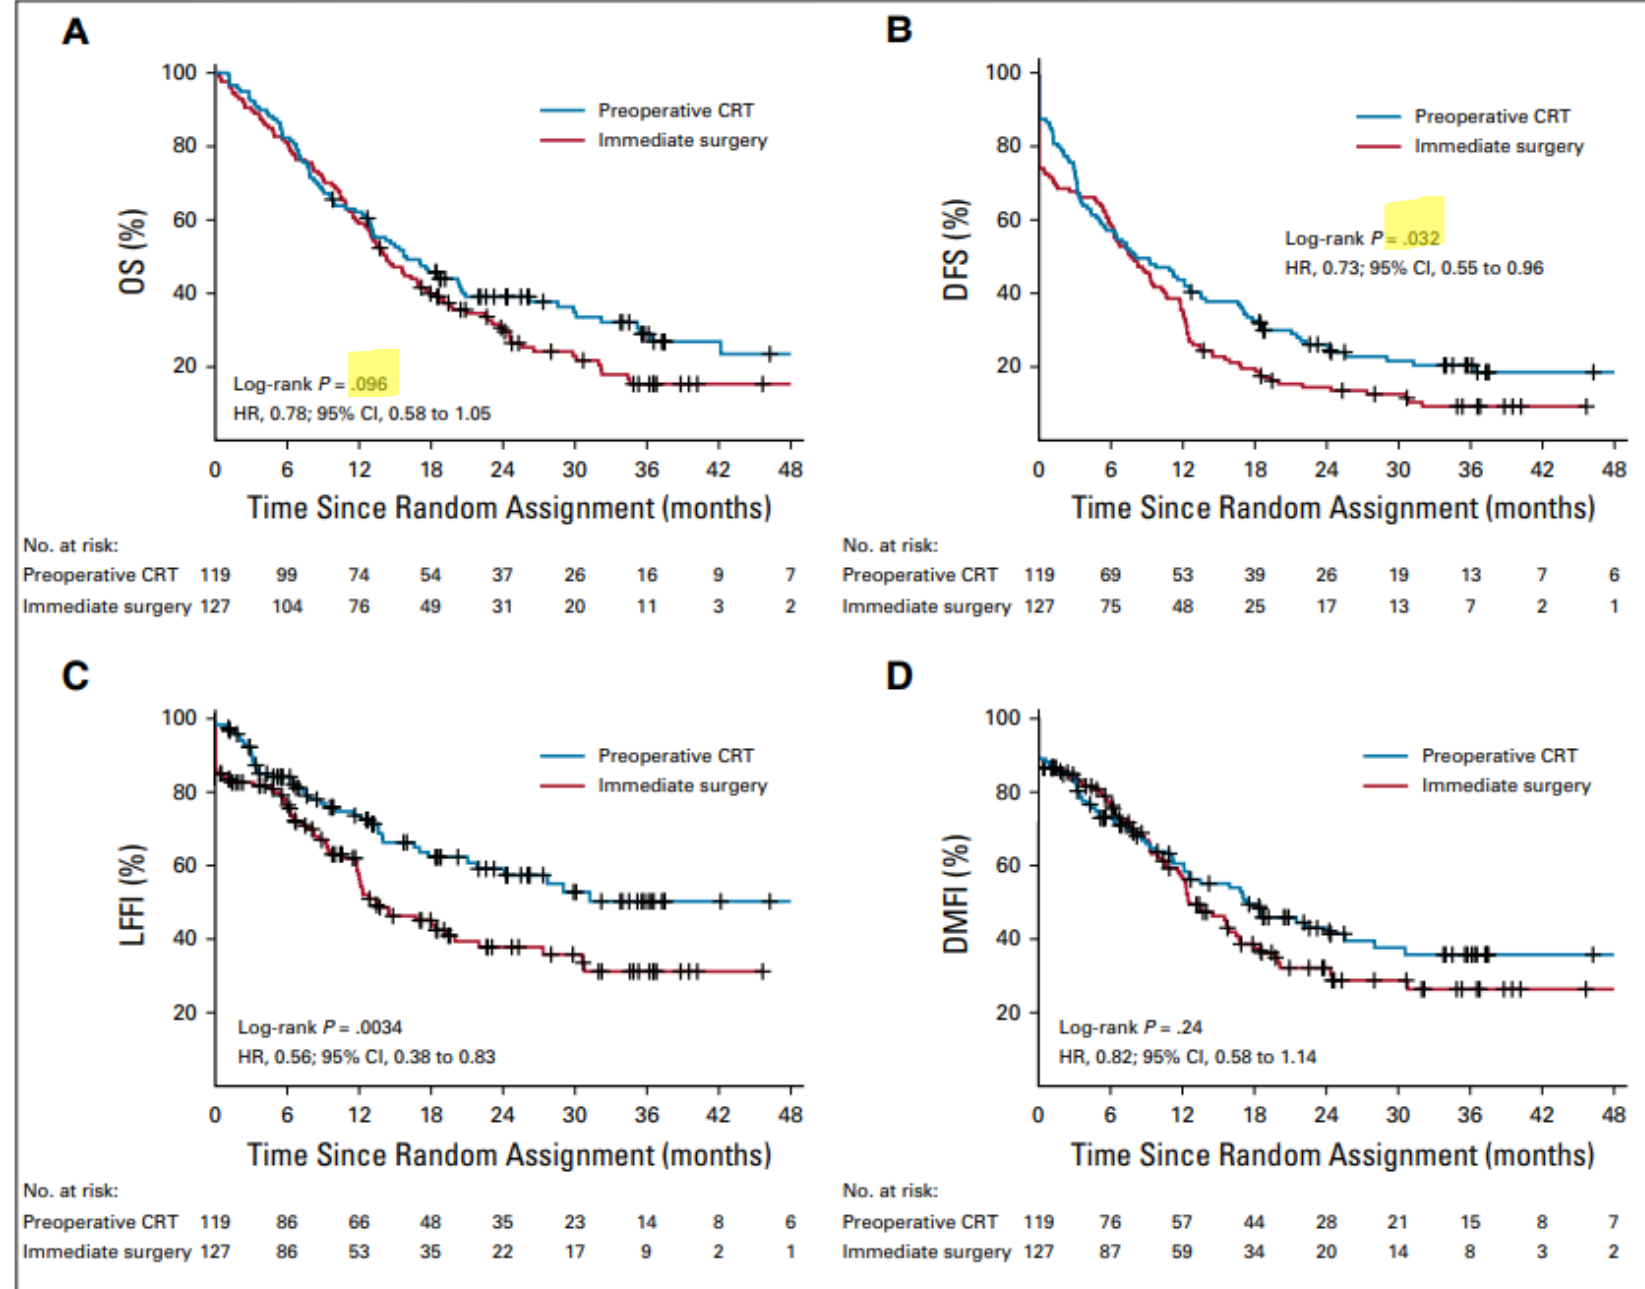 A
100
80
60
40
20
OS (%)
Preoperative CRT
Immediate surgery
Log-rank P = .096
HR, 0.78; 95% CI, 0.58 to 1.05
0 6 12 18 24 30 36 42 48
Time Since Random Assignment (months)
No. at risk:
Preoperative CRT 119 99 74 54 37 26 16 9 7
Immediate surgery 127 104 76 49 31 20 11 3 2
B
100
80
60
40
20
DFS (%)
Preoperative CRT
Immediate surgery
Log-rank P = .032
HR, 0.73; 95% CI, 0.55 to 0.96
0 6 12 18 24 30 36 42 48
Time Since Random Assignment (months)
No. at risk:
Preoperative CRT 119 69 53 39 26 19 13 7 6
Immediate surgery 127 75 48 25 17 13 7 2 1
C
100
80
60
40
20
LFFI (%)
Preoperative CRT
Immediate surgery
Log-rank P = .0034
HR, 0.56; 95% CI, 0.38 to 0.83
0 6 12 18 24 30 36 42 48
Time Since Random Assignment (months)
No. at risk:
Preoperative CRT 119 86 66 48 35 23 14 8 6
Immediate surgery 127 86 53 35 22 17 9 2 1
D
100
80
60
40
20
DMFI (%)
Preoperative CRT
Immediate surgery
Log-rank P = .24
HR, 0.82; 95% CI, 0.58 to 1.14
0 6 12 18 24 30 36 42 48
Time Since Random Assignment (months)
No. at risk:
Preoperative CRT 119 76 57 44 28 21 15 8 7
Immediate surgery 127 87 59 34 20 14 8 3 2